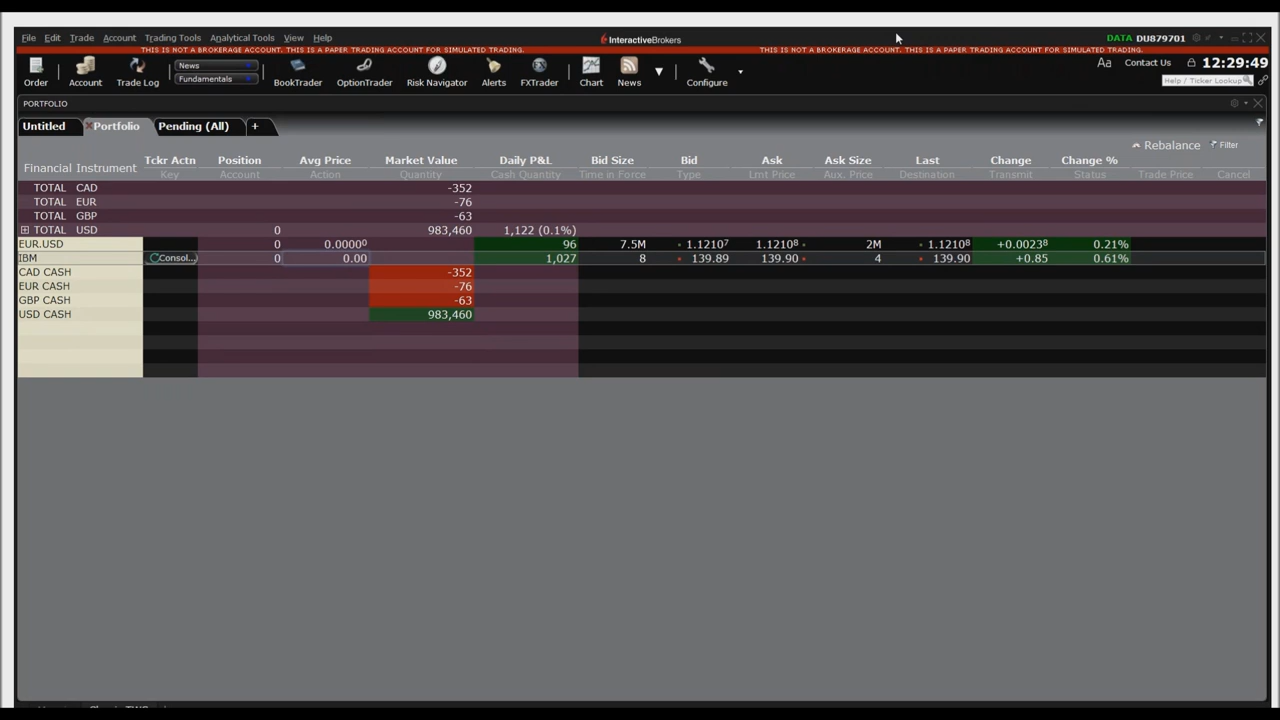 File Edit Trade Account Trading Tools Analytical Tools View Help InteractiveBrokers DATA DU879701
THIS IS NOT A BROKERAGE ACCOUNT. THIS IS A PAPER TRADING ACCOUNT FOR SIMULATED TRADING. THIS IS NOT A BROKERAGE ACCOUNT. THIS IS A PAPER TRADING ACCOUNT FOR SIMULATED TRADING.
Aa Contact Us 12:29:49
News
Fundamentals
Order Account Trade Log BookTrader OptionTrader Risk Navigator Alerts FXTrader Chart News Configure
Help / Ticker Lookup
PORTFOLIO
Untitled Portfolio Pending (All) +
Rebalance Filter
Financial Instrument Tckr Actn Position Avg Price Market Value Daily P&L Bid Size Bid Ask Ask Size Last Change Change %
Key Account Action Quantity Cash Quantity Time in Force Type Lmt Price Aux. Price Destination Transmit Status Trade Price Cancel
TOTAL CAD -352
TOTAL EUR -76
TOTAL GBP -63
TOTAL USD 0 983,460 1,122 (0.1%)
EUR.USD 0 0.0000⁰ 96 7.5M 1.1210⁷ 1.1210⁸ 2M 1.1210⁸ +0.0023⁸ 0.21%
IBM Consol... 0 0.00 1,027 8 139.89 139.90 4 139.90 +0.85 0.61%
CAD CASH -352
EUR CASH -76
GBP CASH -63
USD CASH 983,460